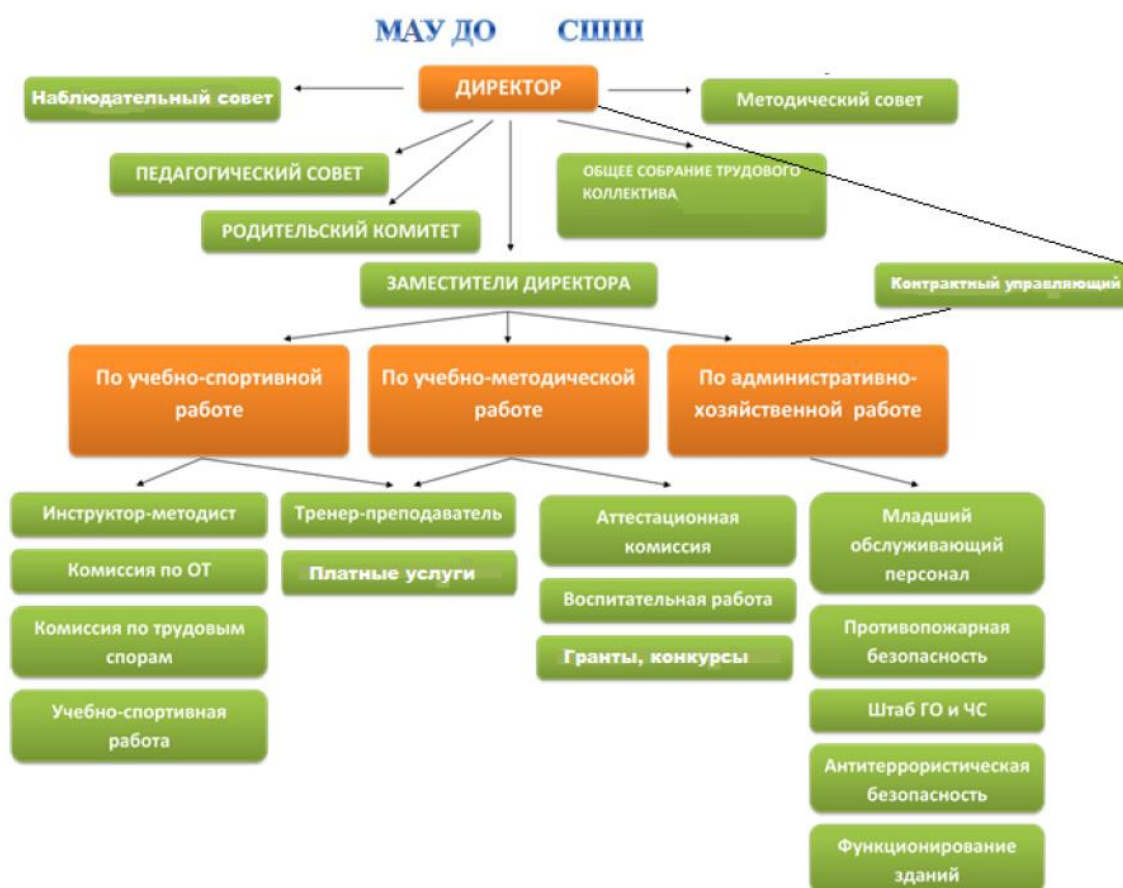 МАУ ДО СШШ
ДИРЕКТОР
Наблюдательный совет
Методический совет
ПЕДАГОГИЧЕСКИЙ СОВЕТ
ОБЩЕЕ СОБРАНИЕ ТРУДОВОГО
КОЛЛЕКТИВА
РОДИТЕЛЬСКИЙ КОМИТЕТ
ЗАМЕСТИТЕЛИ ДИРЕКТОРА
Контрактный управляющий
По учебно-спортивной
работе
По учебно-методической
работе
По административно-
хозяйственной работе
Инструктор-методист
Комиссия по ОТ
Комиссия по трудовым
спорам
Учебно-спортивная
работа
Тренер-преподаватель
Платные услуги
Аттестационная
комиссия
Воспитательная работа
Гранты, конкурсы
Младший
обслуживающий
персонал
Противопожарная
безопасность
Штаб ГО и ЧС
Антитеррористическая
безопасность
Функционирование
зданий